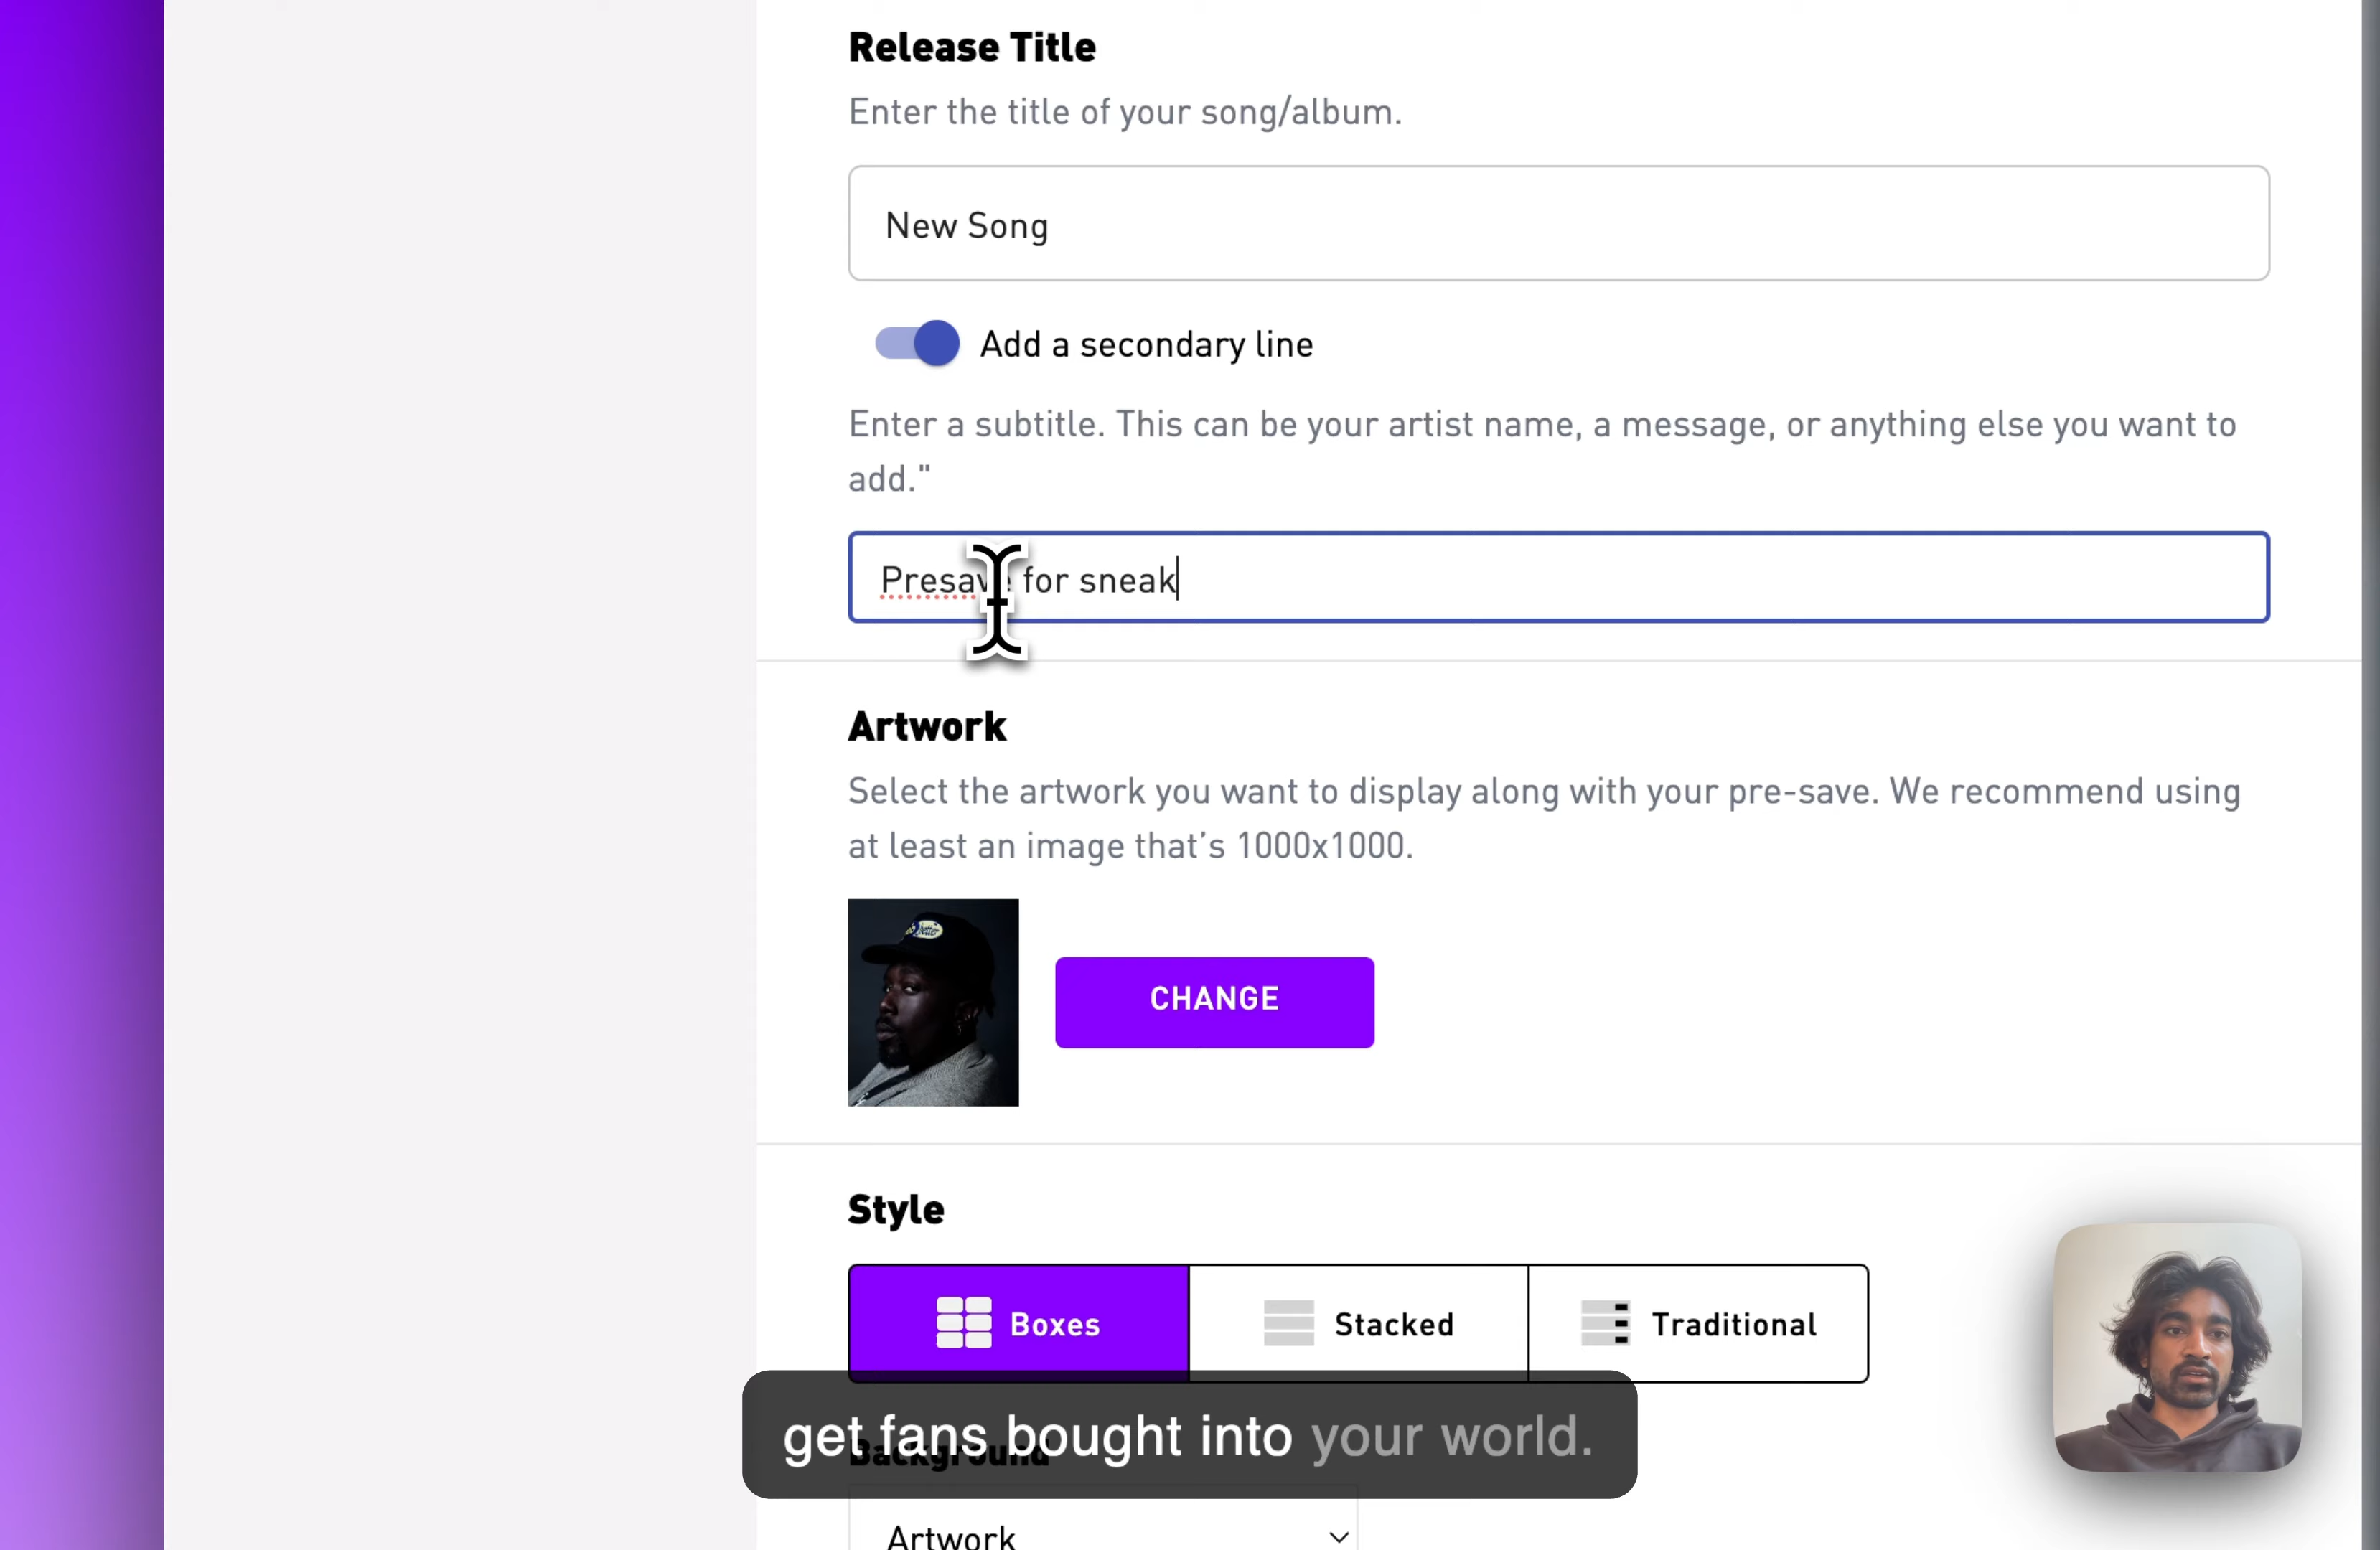 Release Title
Enter the title of your song/album.
New Song
Add a secondary line
Enter a subtitle. This can be your artist name, a message, or anything else you want to
add."
Presave for sneak
Artwork
Select the artwork you want to display along with your pre-save. We recommend using
at least an image that's 1000x1000.
CHANGE
Style
Boxes
Stacked
Traditional
get fans bought into your world.
Background
Artwork